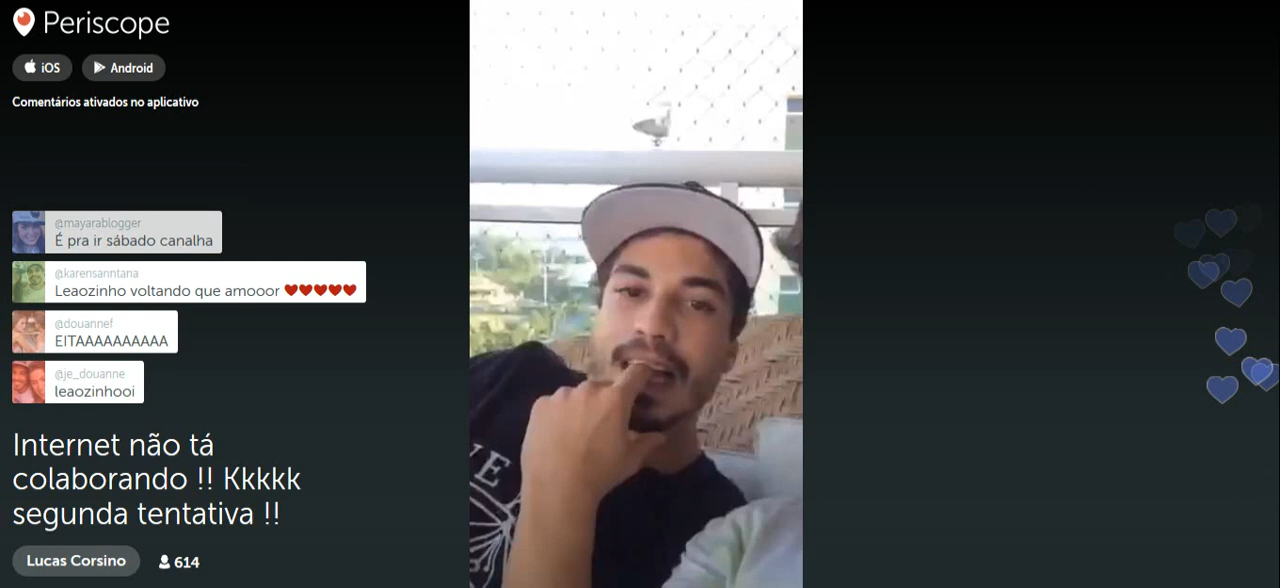 Periscope
iOS Android
Comentários ativados no aplicativo
@mayarablogger
É pra ir sábado canalha
@karensanntana
Leaozinho voltando que amooor ❤❤❤❤❤
@douannef
EITAAAAAAAAAA
@je_douanne
leaozinhooi
Internet não tá
colaborando !! Kkkkk
segunda tentativa !!
Lucas Corsino 614